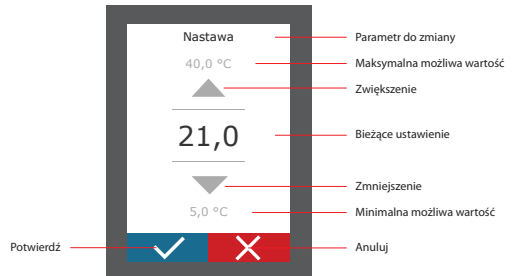 Nastawa
Parametr do zmiany
40,0 °C
Maksymalna możliwa wartość
Zwiększenie
21,0
Bieżące ustawienie
Zmniejszenie
5,0 °C
Minimalna możliwa wartość
Potwierdź
Anuluj